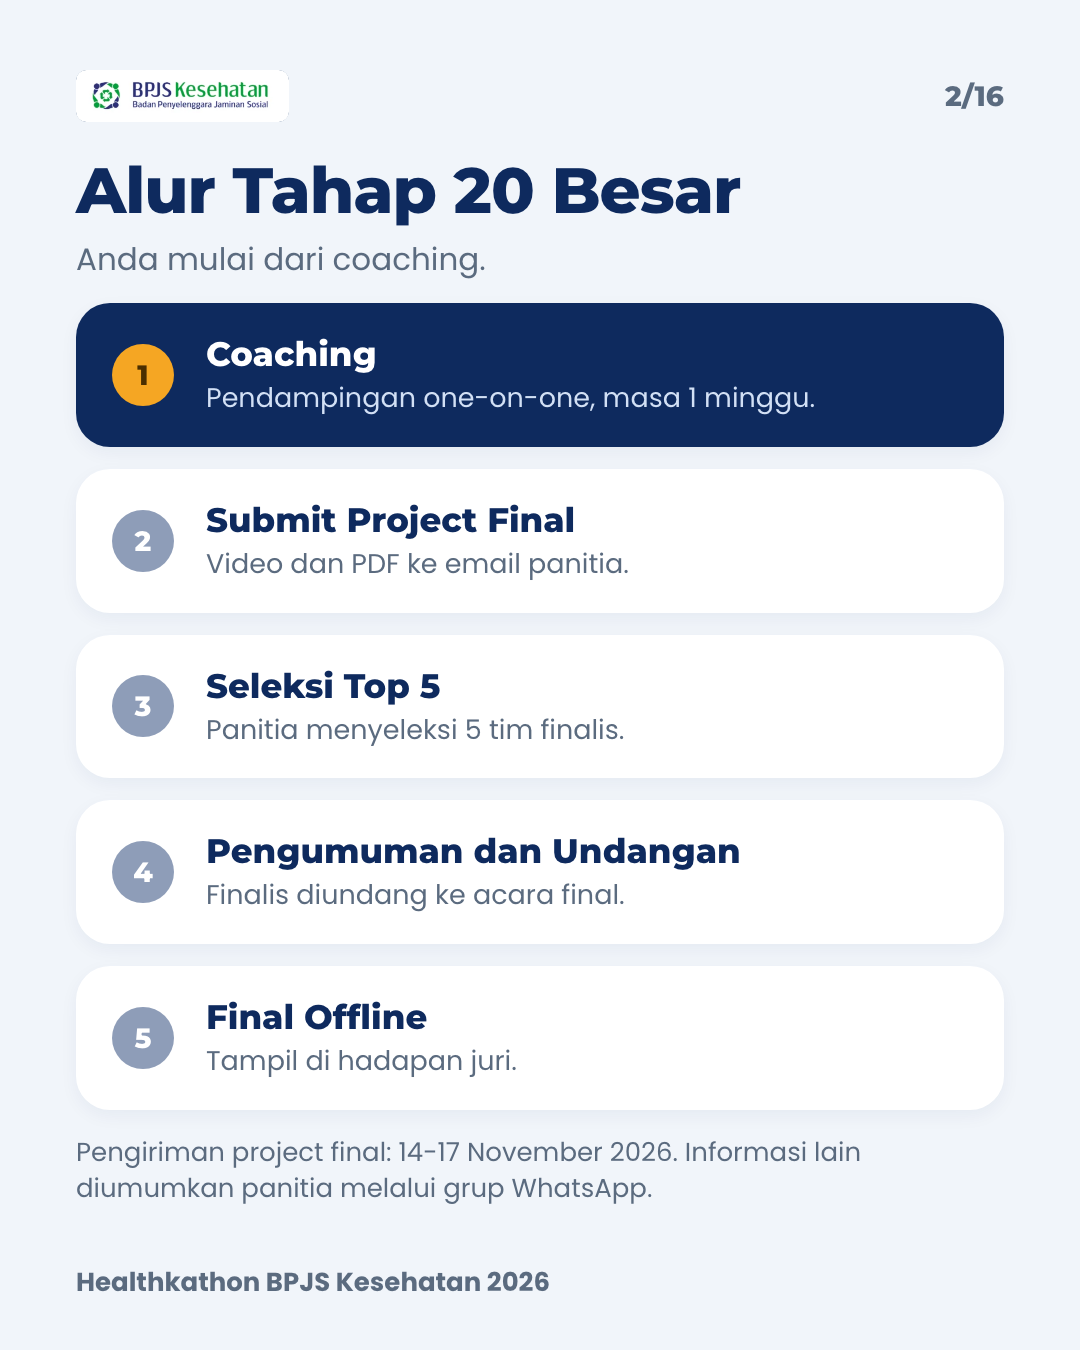 BPJS Kesehatan
Badan Penyelenggara Jaminan Sosial
2/16
Alur Tahap 20 Besar
Anda mulai dari coaching.
1
Coaching
Pendampingan one-on-one, masa 1 minggu.
2
Submit Project Final
Video dan PDF ke email panitia.
3
Seleksi Top 5
Panitia menyeleksi 5 tim finalis.
4
Pengumuman dan Undangan
Finalis diundang ke acara final.
5
Final Offline
Tampil di hadapan juri.
Pengiriman project final: 14-17 November 2026. Informasi lain
diumumkan panitia melalui grup WhatsApp.
Healthkathon BPJS Kesehatan 2026